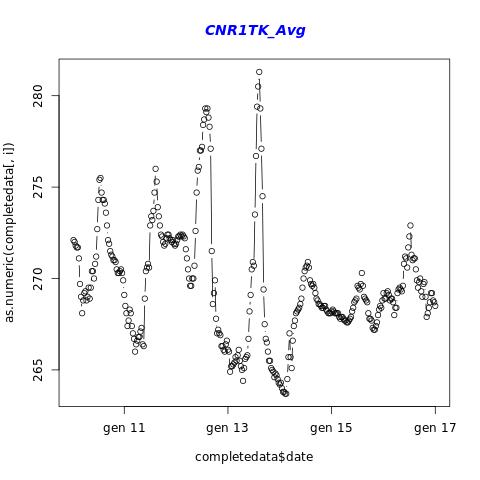 CNR1TK_Avg
280
275
270
265
as.numeric(completedata[, i])
gen 11 gen 13 gen 15 gen 17
completedata$date